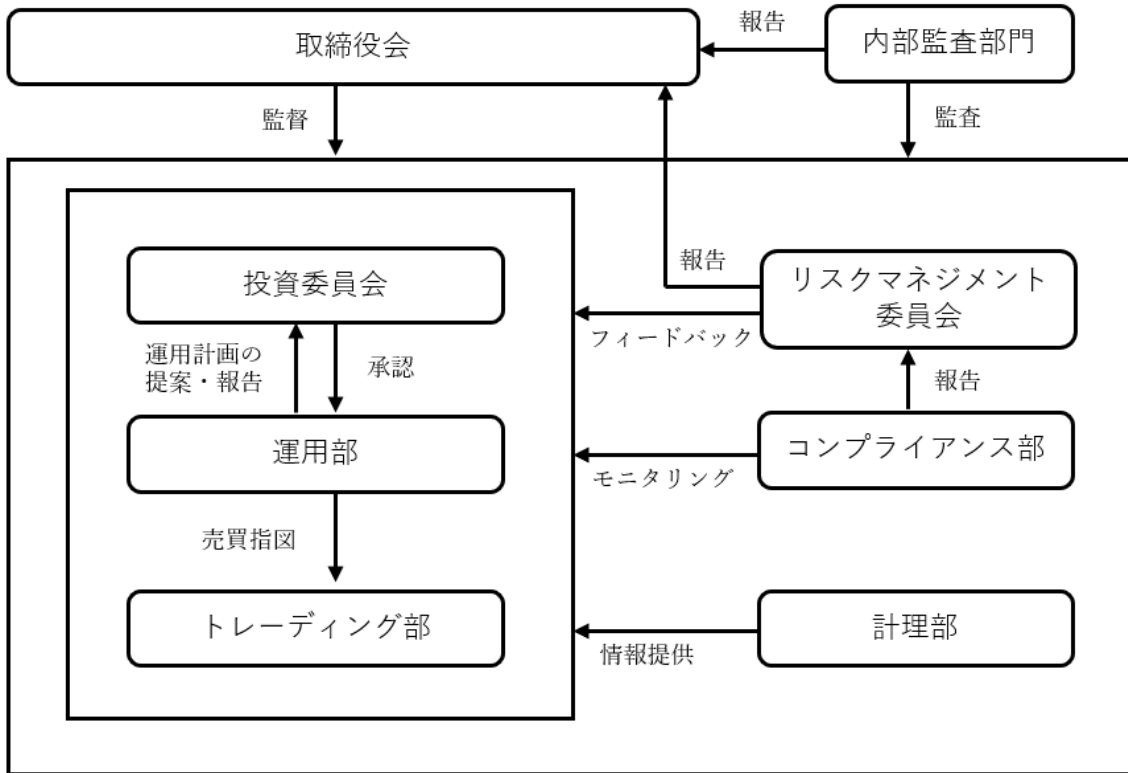 取締役会
報告
内部監査部門
監督
監査
投資委員会
報告
リスクマネジメント
委員会
フィードバック
運用計画の
提案・報告
承認
報告
運用部
コンプライアンス部
モニタリング
売買指図
トレーディング部
計理部
情報提供